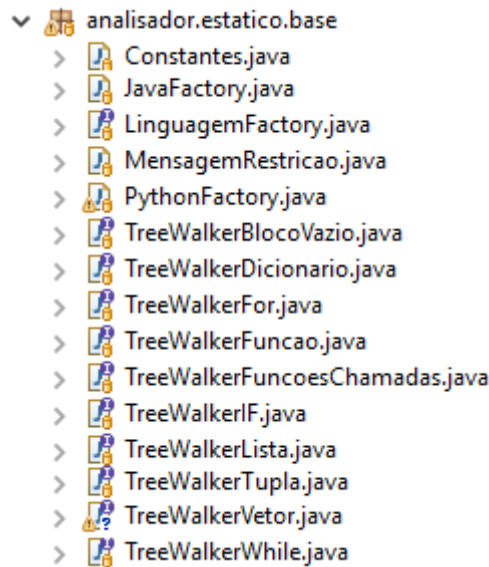 analisador.estatico.base
Constantes.java
JavaFactory.java
LinguagemFactory.java
MensagemRestricao.java
PythonFactory.java
TreeWalkerBlocoVazio.java
TreeWalkerDicionario.java
TreeWalkerFor.java
TreeWalkerFuncao.java
TreeWalkerFuncoesChamadas.java
TreeWalkerIF.java
TreeWalkerLista.java
TreeWalkerTupla.java
TreeWalkerVetor.java
TreeWalkerWhile.java